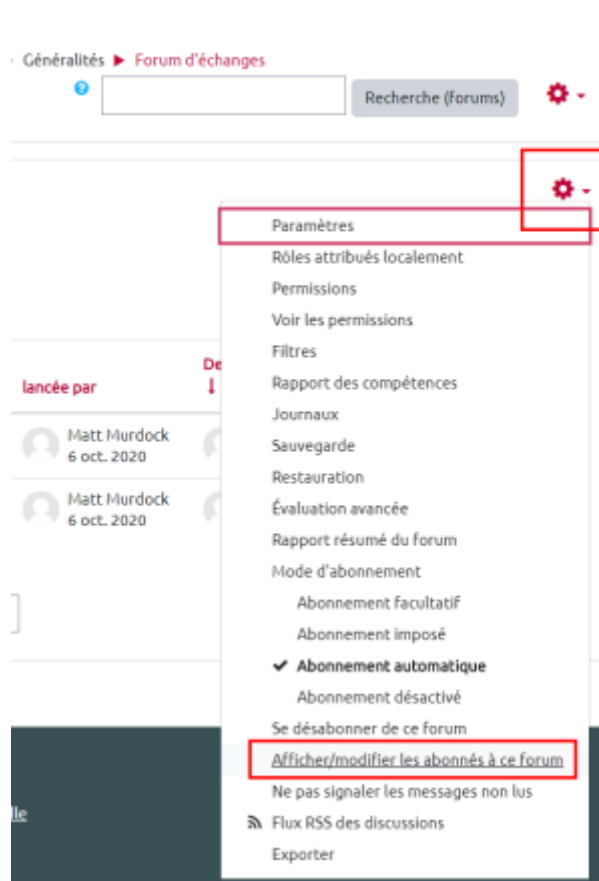 Généralités ▶ Forum d'échanges
Recherche (forums)
Paramètres
Rôles attribués localement
Permissions
Voir les permissions
Filtres
Rapport des compétences
Journaux
Sauvegarde
Restauration
Évaluation avancée
Rapport résumé du forum
Mode d'abonnement
Abonnement facultatif
Abonnement imposé
✔ Abonnement automatique
Abonnement désactivé
Se désabonner de ce forum
Afficher/modifier les abonnés à ce forum
Ne pas signaler les messages non lus
Flux RSS des discussions
Exporter
lancée par
De
↓
Matt Murdock
6 oct. 2020
Matt Murdock
6 oct. 2020
lle